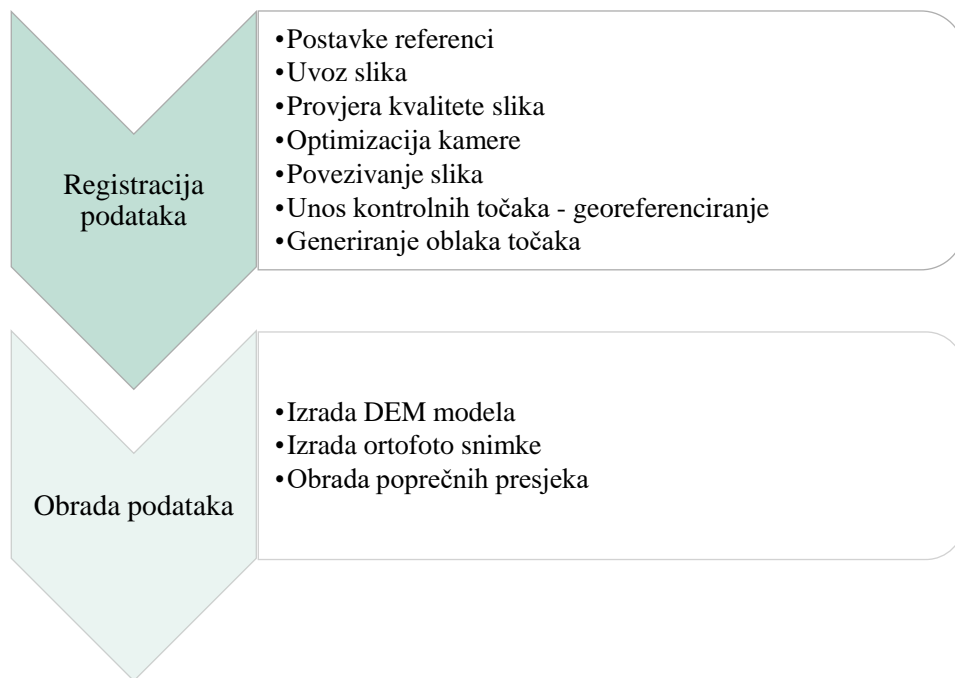 Registracija
podataka
•Postavke referenci
•Uvoz slika
•Provjera kvalitete slika
•Optimizacija kamere
•Povezivanje slika
•Unos kontrolnih točaka - georeferenciranje
•Generiranje oblaka točaka
Obrada podataka
•Izrada DEM modela
•Izrada ortofoto snimke
•Obrada poprečnih presjeka